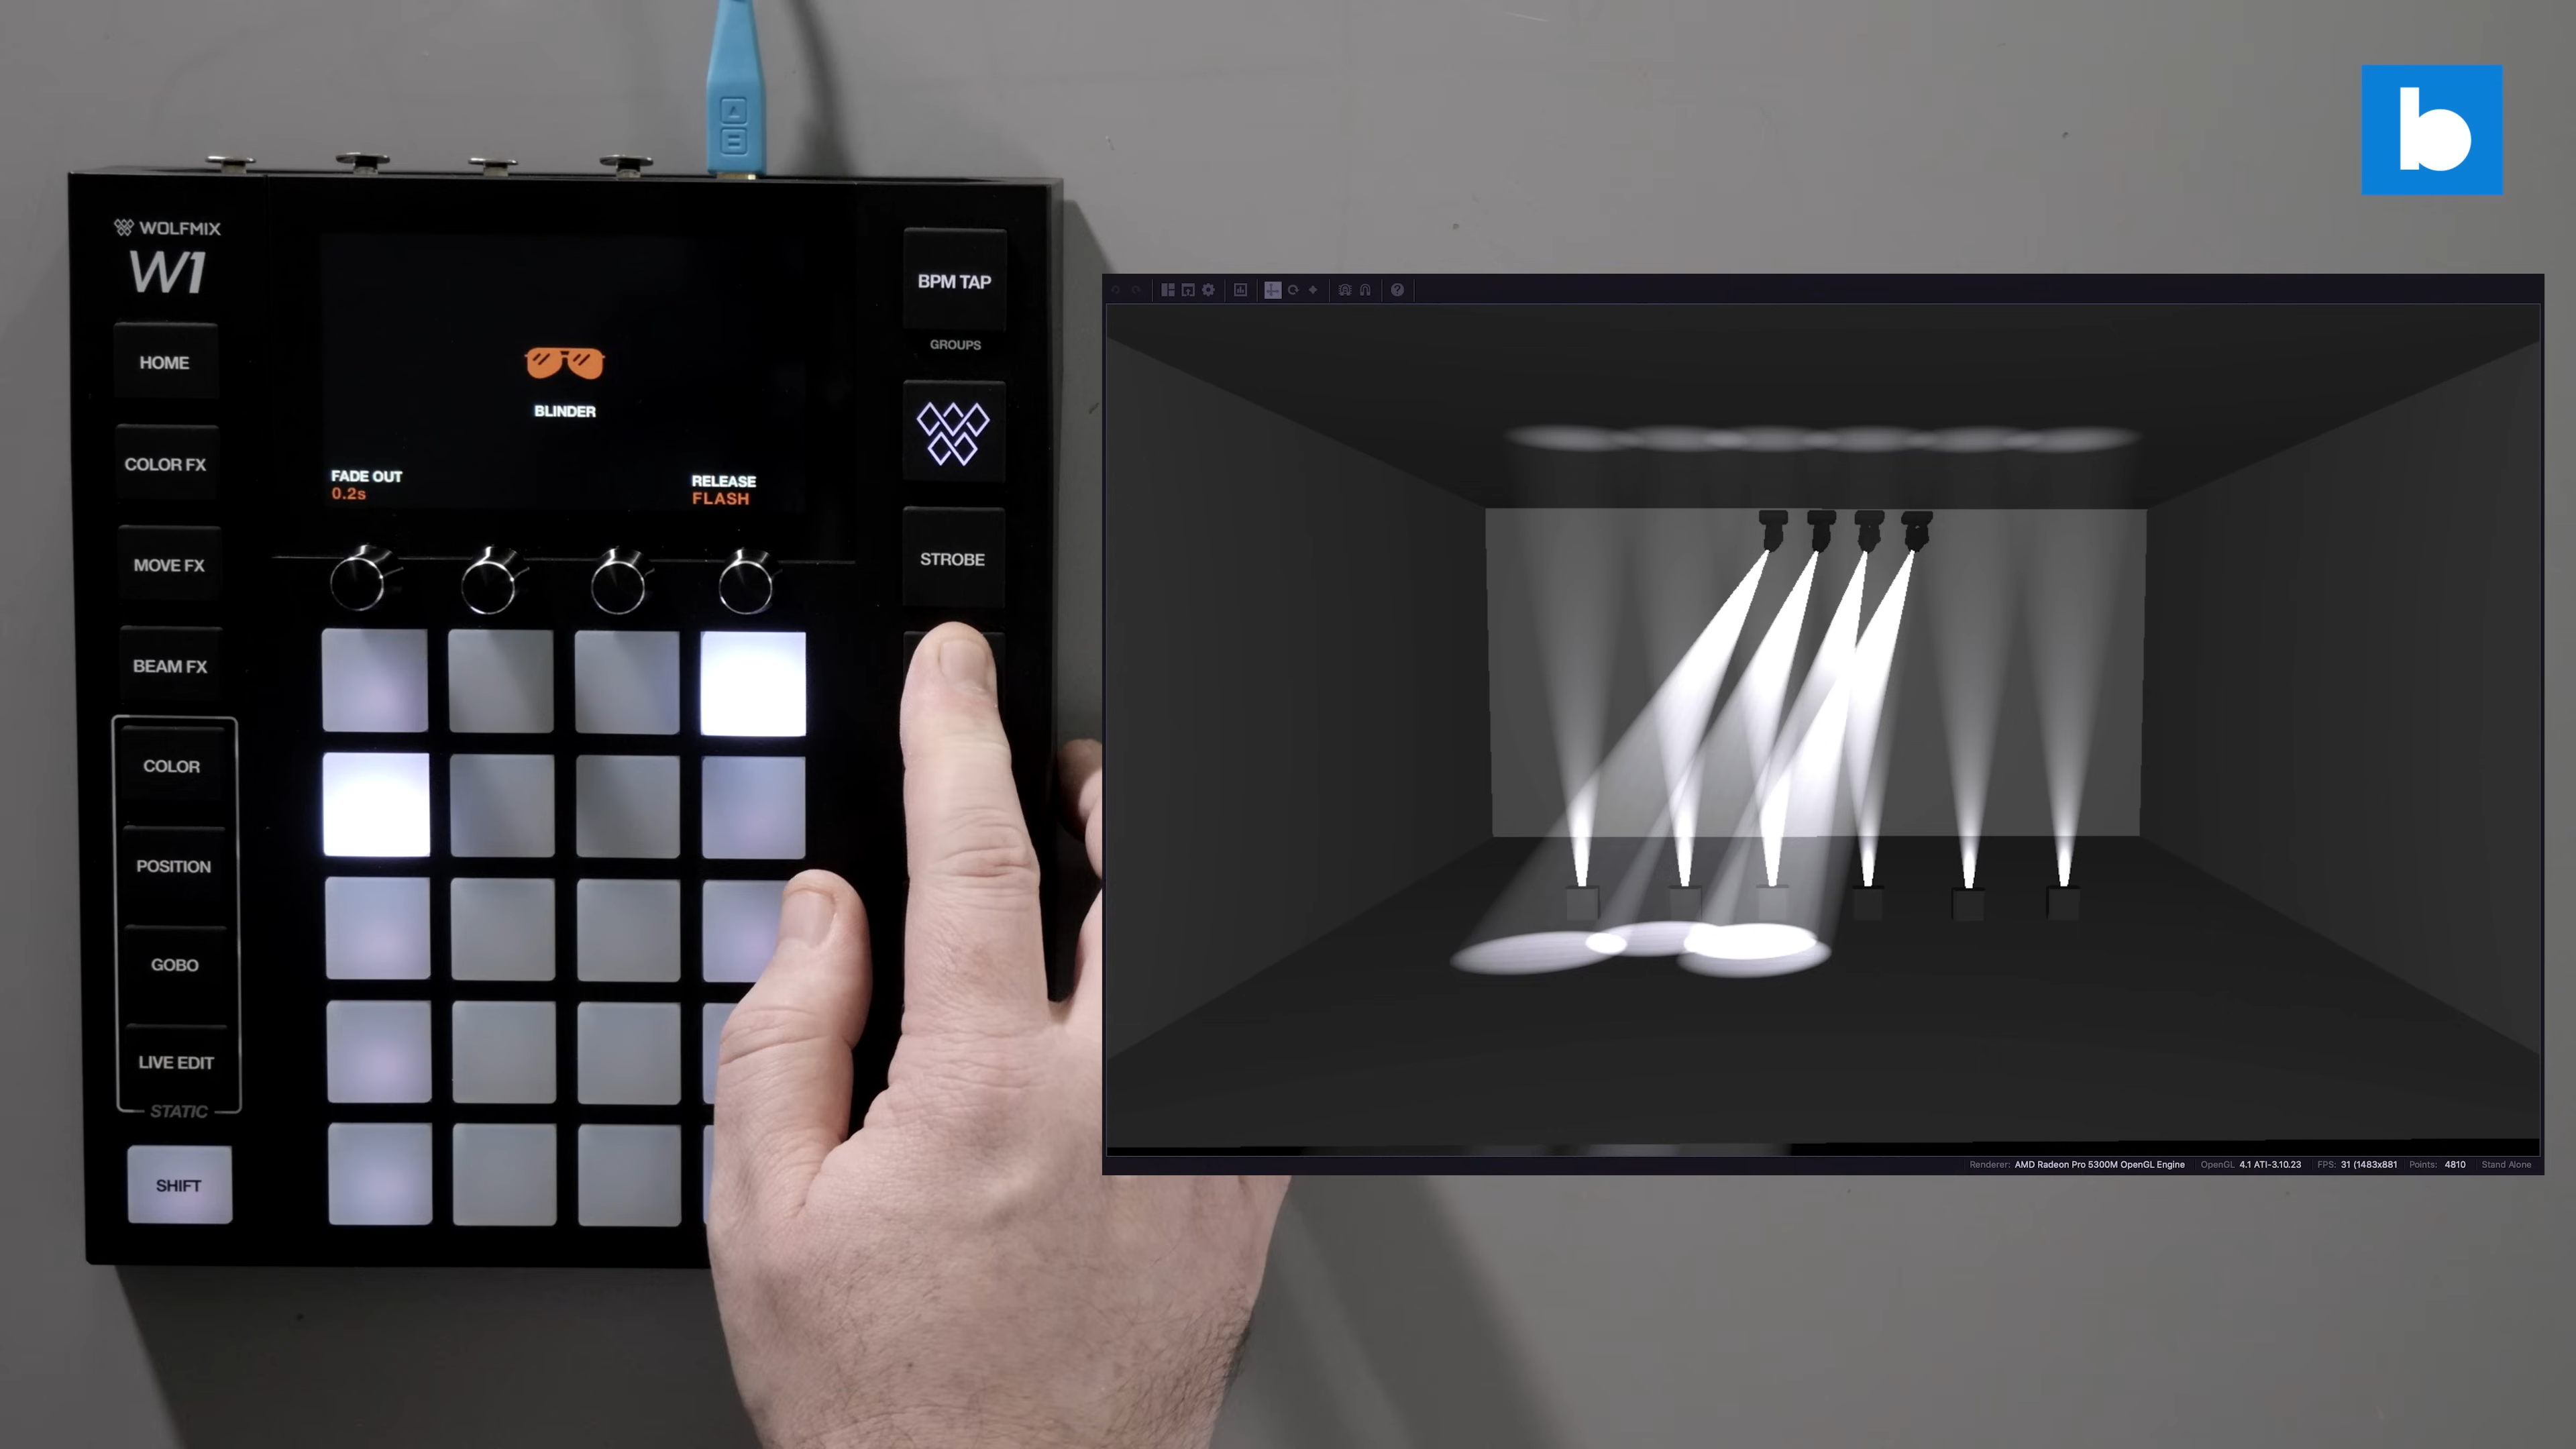 WOLFMIX
W1
HOME
COLOR FX
MOVE FX
BEAM FX
COLOR
POSITION
GOBO
LIVE EDIT
STATIC
SHIFT
BLINDER
FADE OUT
0.2s
RELEASE
FLASH
BPM TAP
GROUPS
STROBE
b
Renderer: AMD Radeon Pro 5300M OpenGL Engine OpenGL 4.1 ATI-3.10.23 FPS: 31 (1483x881 Points: 4810 Stand Alone